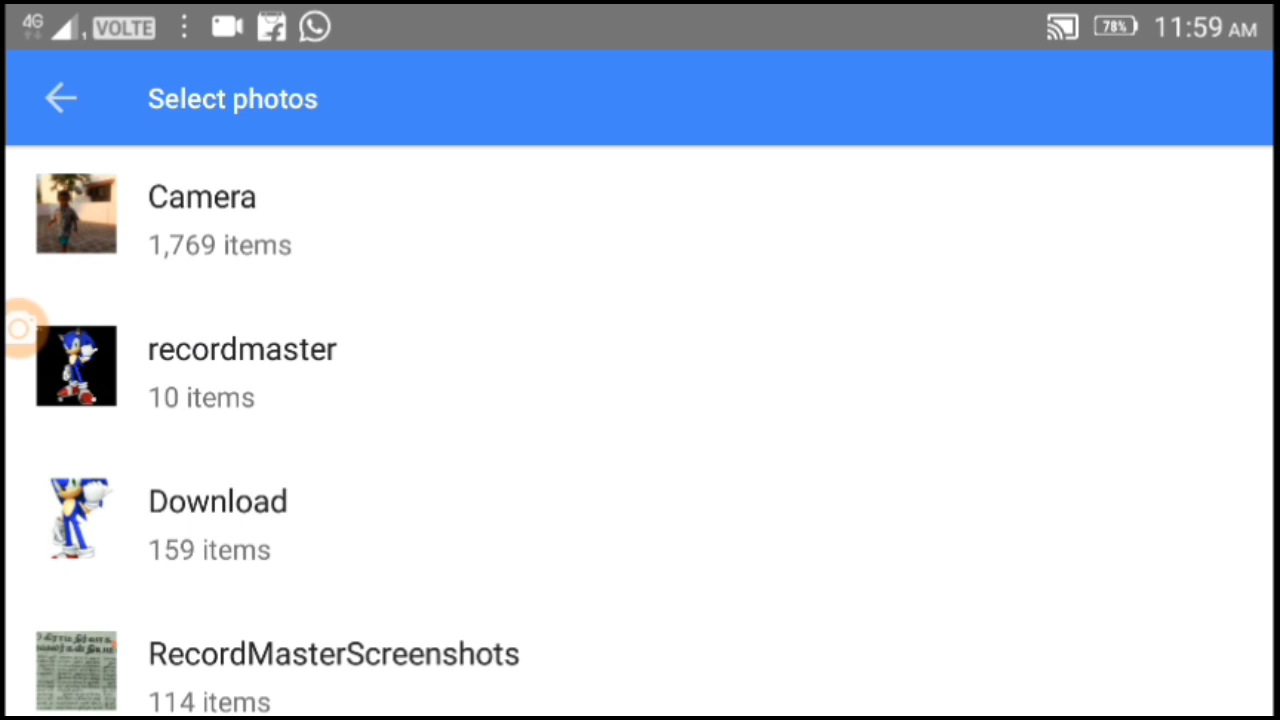 4G VOLTE 78% 11:59 AM
Select photos
Camera
1,769 items
recordmaster
10 items
Download
159 items
RecordMasterScreenshots
114 items